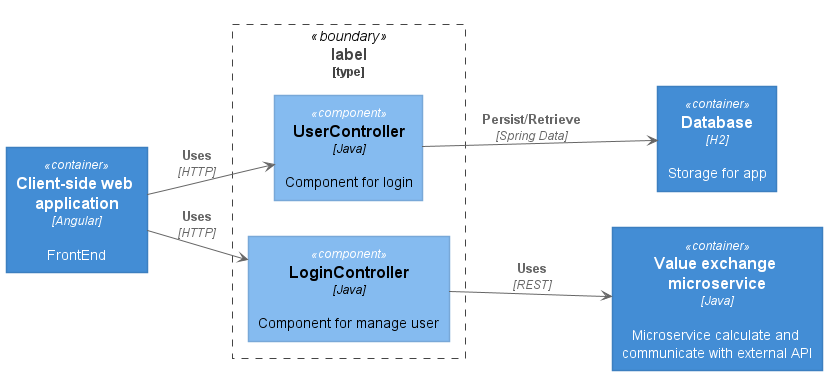 «boundary»
label
[type]
«component»
UserController
[Java]
Component for login
Persist/Retrieve
[Spring Data]
«container»
Database
[H2]
Storage for app
«container»
Client-side web
application
[Angular]
FrontEnd
Uses
[HTTP]
Uses
[HTTP]
«component»
LoginController
[Java]
Component for manage user
Uses
[REST]
«container»
Value exchange
microservice
[Java]
Microservice calculate and
communicate with external API